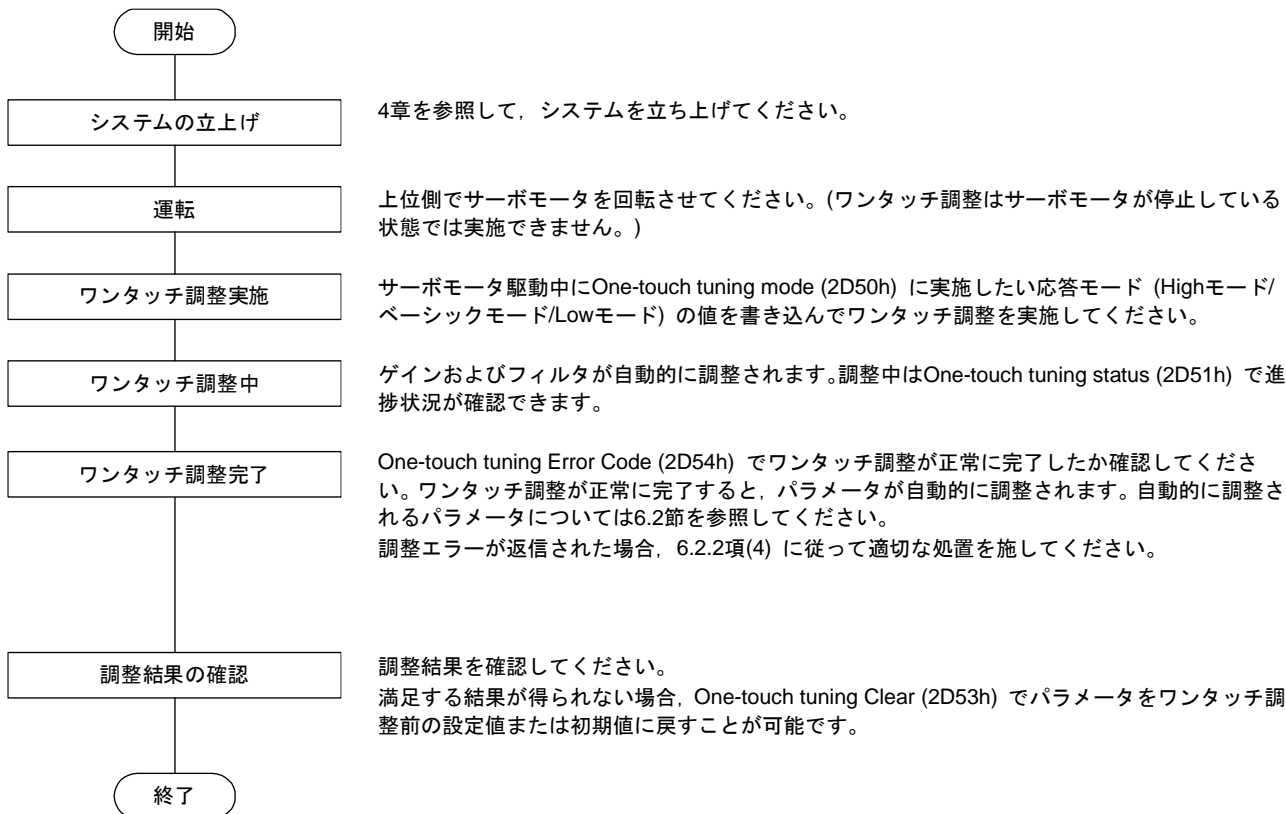 開始
システムの立上げ
4章を参照して，システムを立ち上げてください。
運転
上位側でサーボモータを回転させてください。(ワンタッチ調整はサーボモータが停止している
状態では実施できません。)
ワンタッチ調整実施
サーボモータ駆動中にOne-touch tuning mode (2D50h) に実施したい応答モード (Highモード/
ベーシックモード/Lowモード) の値を書き込んでワンタッチ調整を実施してください。
ワンタッチ調整中
ゲインおよびフィルタが自動的に調整されます。調整中はOne-touch tuning status (2D51h) で進
捗状況が確認できます。
ワンタッチ調整完了
One-touch tuning Error Code (2D54h) でワンタッチ調整が正常に完了したか確認してくださ
い。ワンタッチ調整が正常に完了すると，パラメータが自動的に調整されます。自動的に調整さ
れるパラメータについては6.2節を参照してください。
調整エラーが返信された場合，6.2.2項(4) に従って適切な処置を施してください。
調整結果の確認
調整結果を確認してください。
満足する結果が得られない場合，One-touch tuning Clear (2D53h) でパラメータをワンタッチ調
整前の設定値または初期値に戻すことが可能です。
終了